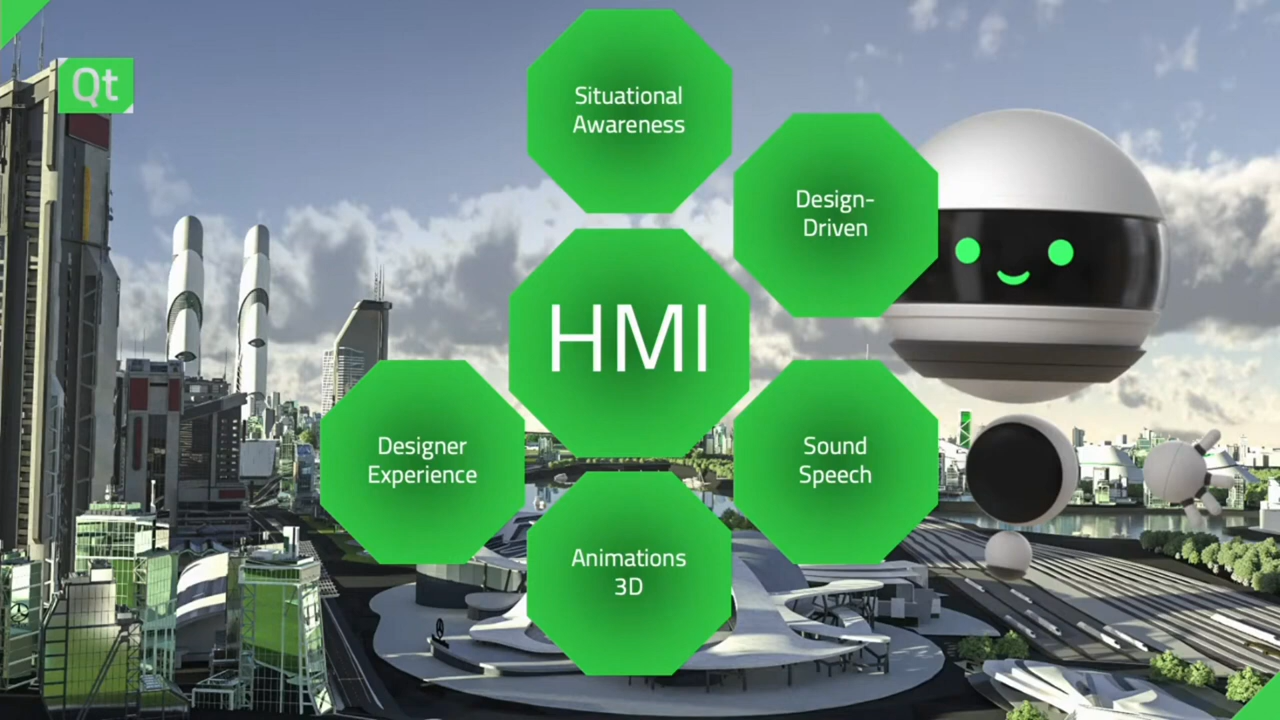 Qt
Situational
Awareness
Design-
Driven
HMI
Designer
Experience
Sound
Speech
Animations
3D